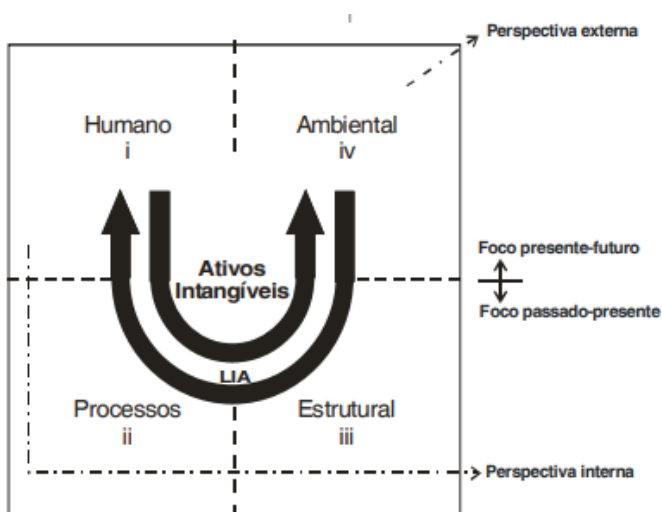 Perspectiva externa
Humano
i
Ambiental
iv
Ativos
Intangíveis
Foco presente-futuro
Foco passado-presente
LIA
Processos
ii
Estrutural
iii
Perspectiva interna